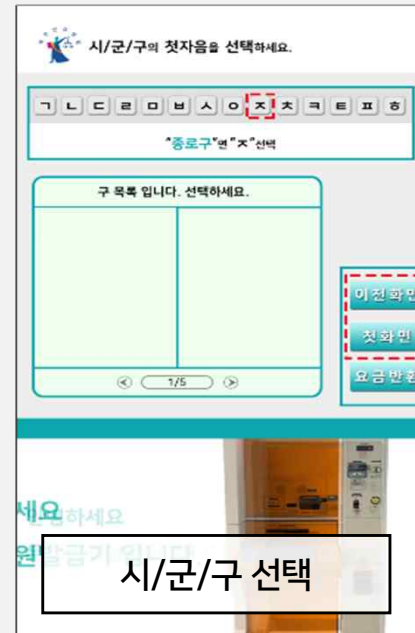 시/군/구의 첫자음을 선택하세요.
ㄱ ㄴ ㄷ ㄹ ㅁ ㅂ ㅅ ㅇ ㅈ ㅊ ㅋ ㅌ ㅍ ㅎ
"종로구"면 "ㅈ"선택
구 목록 입니다. 선택하세요.
이전화면
첫화면
요금반환
1/5
세요
하세요
원 발급기 입니다
시/군/구 선택